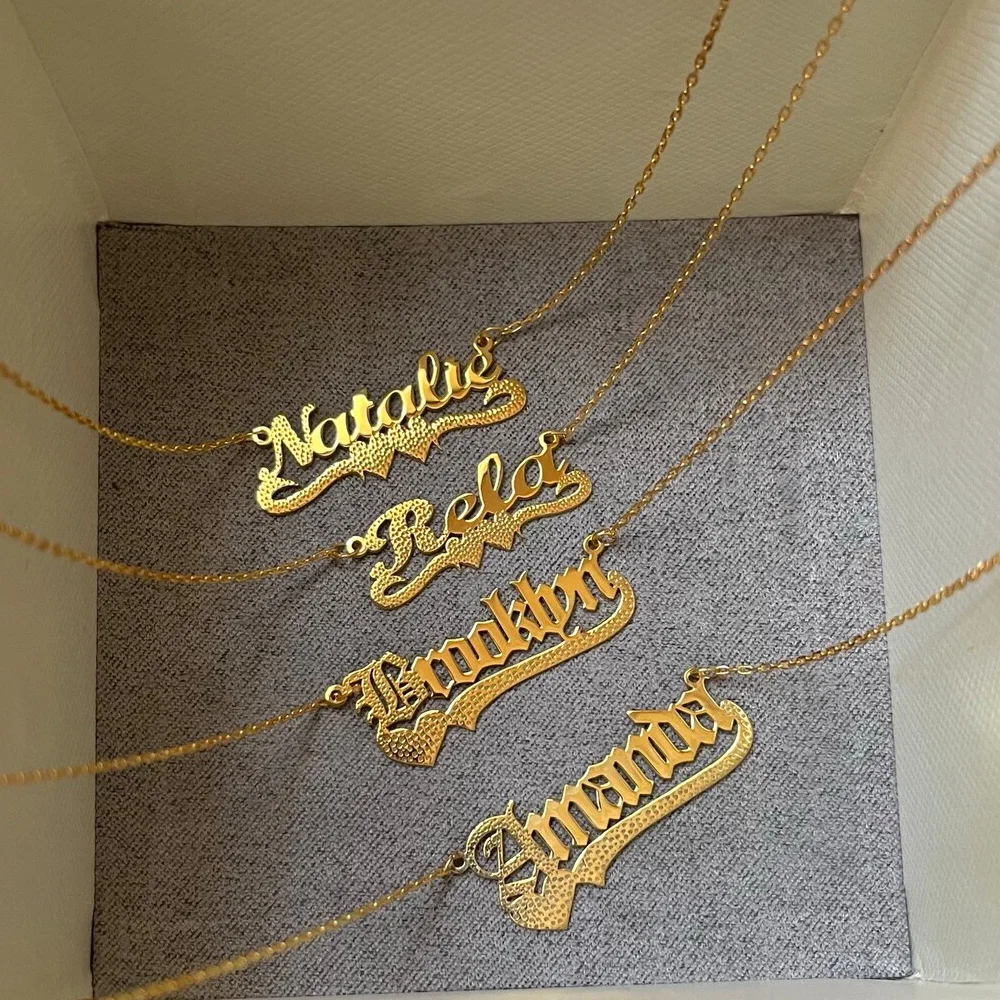 Natalie
Rela
Brooklyn
Amanda